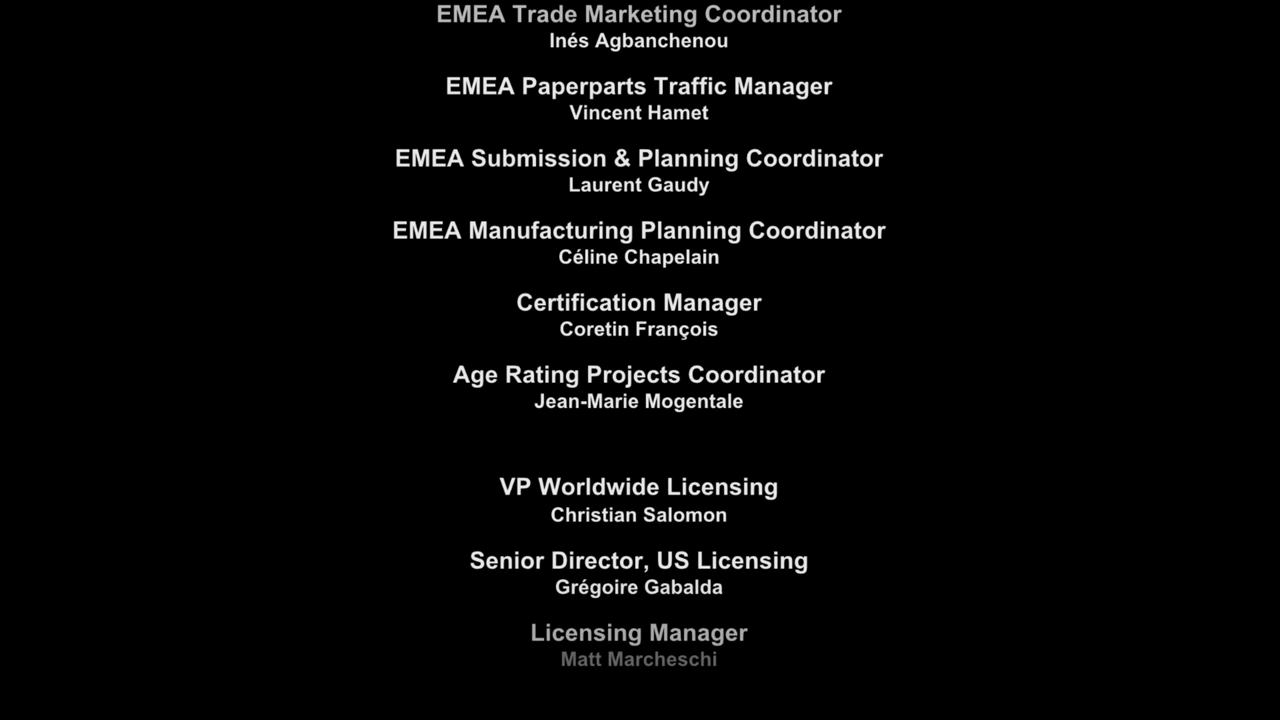 EMEA Trade Marketing Coordinator
Inés Agbanchenou
EMEA Paperparts Traffic Manager
Vincent Hamet
EMEA Submission & Planning Coordinator
Laurent Gaudy
EMEA Manufacturing Planning Coordinator
Céline Chapelain
Certification Manager
Coretin François
Age Rating Projects Coordinator
Jean-Marie Mogentale
VP Worldwide Licensing
Christian Salomon
Senior Director, US Licensing
Grégoire Gabalda
Licensing Manager
Matt Marcheschi